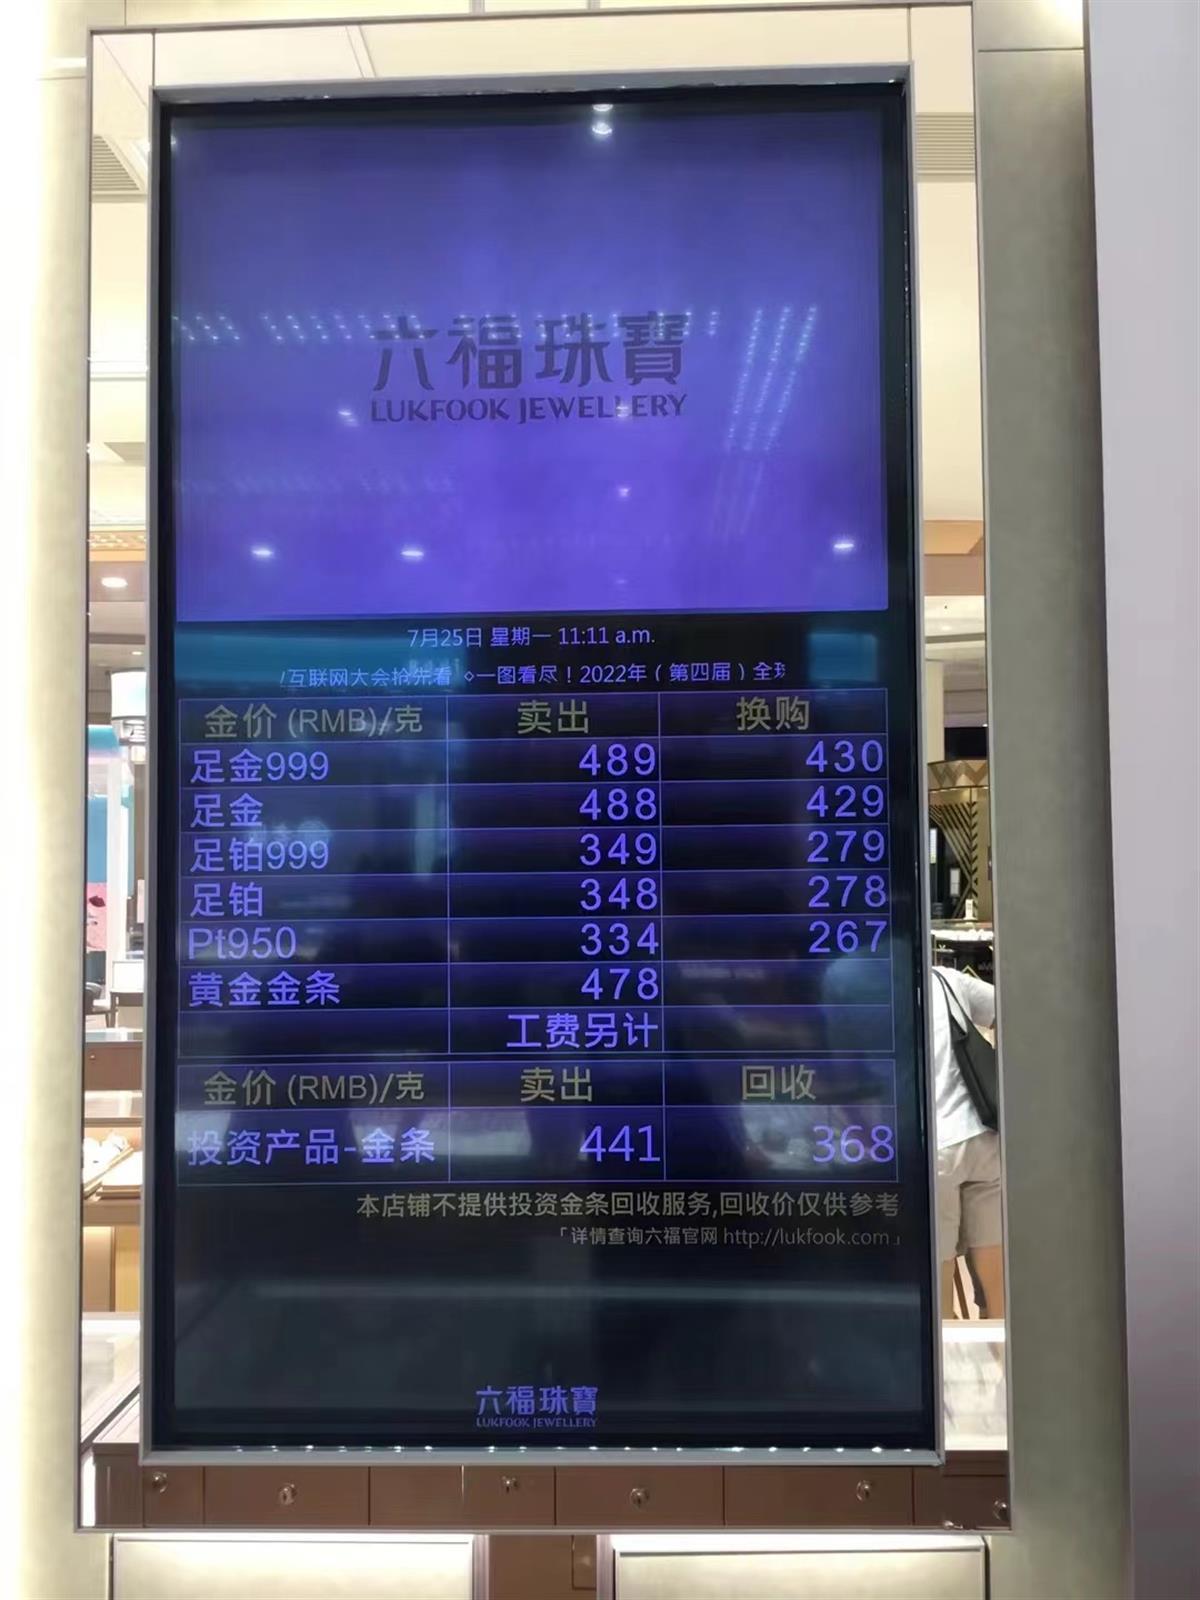 六福珠寶
LUKFOOK JEWELLERY
7月25日 星期一 11:11 a.m.
互联网大会抢先看 ◇一图看尽！2022年（第四届）全球
金价 (RMB)/克 卖出 换购
足金999 489 430
足金 488 429
足铂999 349 279
足铂 348 278
Pt950 334 267
黄金金条 478
工费另计
金价 (RMB)/克 卖出 回收
投资产品-金条 441 368
本店铺不提供投资金条回收服务,回收价仅供参考
「详情查询六福官网 http://lukfook.com」
六福珠寶
LUKFOOK JEWELLERY